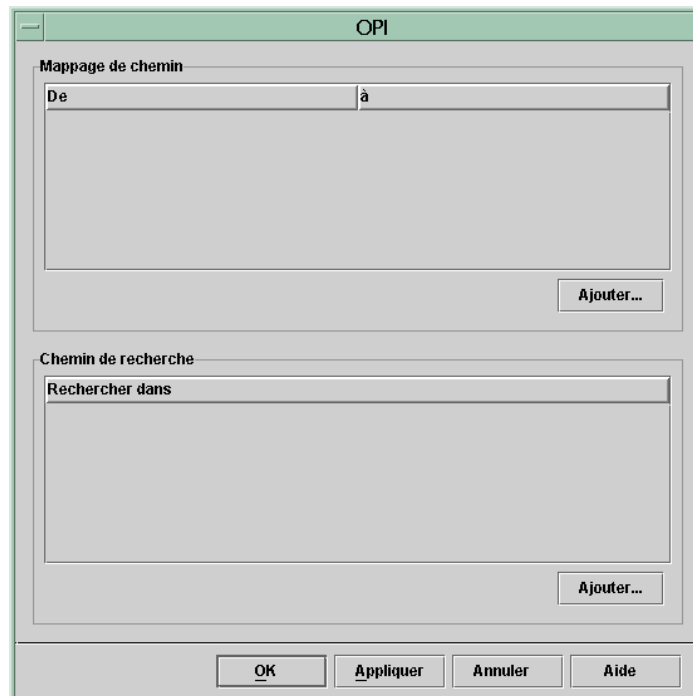 OPI
Mappage de chemin
De à
Ajouter...
Chemin de recherche
Rechercher dans
Ajouter...
OK Appliquer Annuler Aide